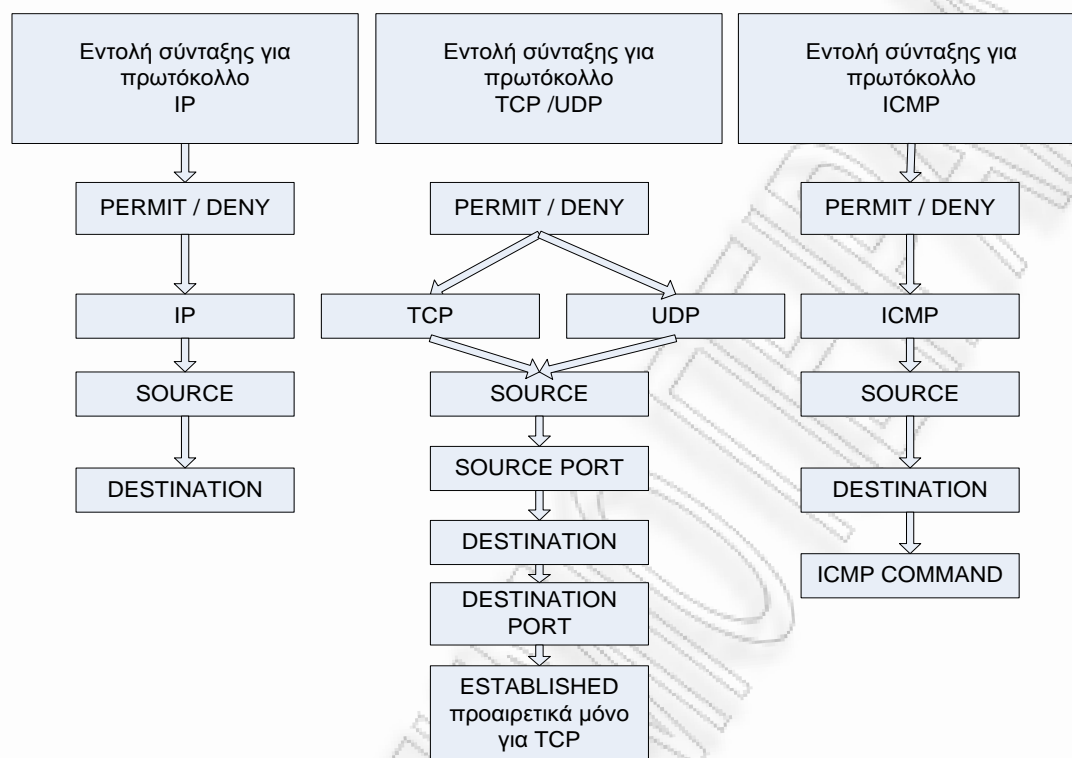 Εντολή σύνταξης για
πρωτόκολλο
IP
PERMIT / DENY
IP
SOURCE
DESTINATION
Εντολή σύνταξης για
πρωτόκολλο
TCP /UDP
PERMIT / DENY
TCP
UDP
SOURCE
SOURCE PORT
DESTINATION
DESTINATION
PORT
ESTABLISHED
προαιρετικά μόνο
για TCP
Εντολή σύνταξης για
πρωτόκολλο
ICMP
PERMIT / DENY
ICMP
SOURCE
DESTINATION
ICMP COMMAND